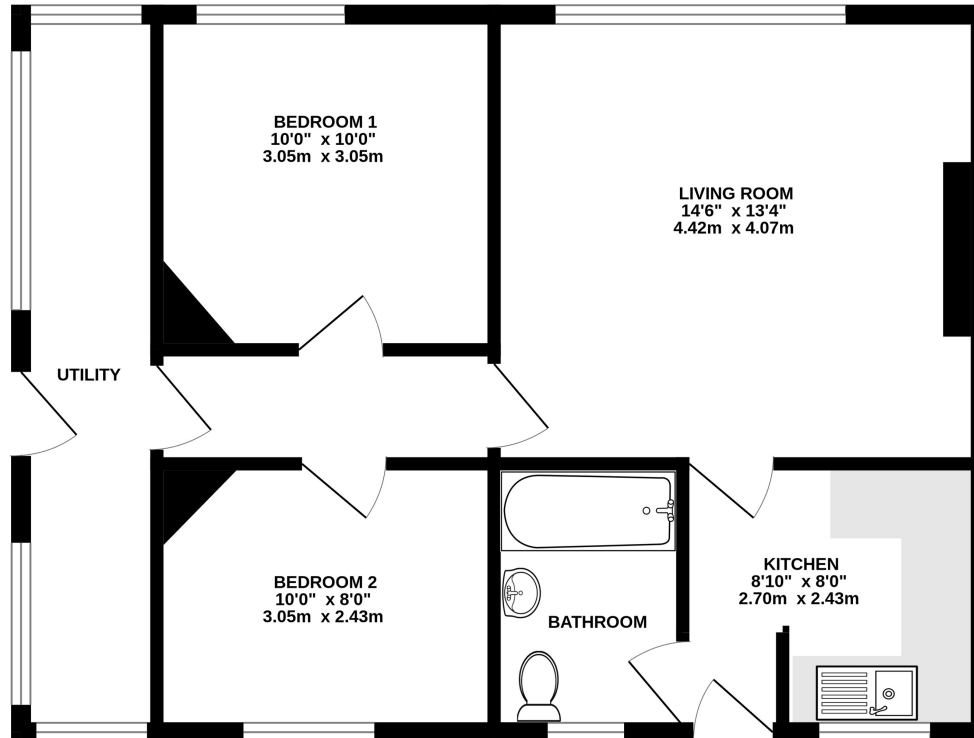 BEDROOM 1
10'0" x 10'0"
3.05m x 3.05m
LIVING ROOM
14'6" x 13'4"
4.42m x 4.07m
UTILITY
BEDROOM 2
10'0" x 8'0"
3.05m x 2.43m
BATHROOM
KITCHEN
8'10" x 8'0"
2.70m x 2.43m